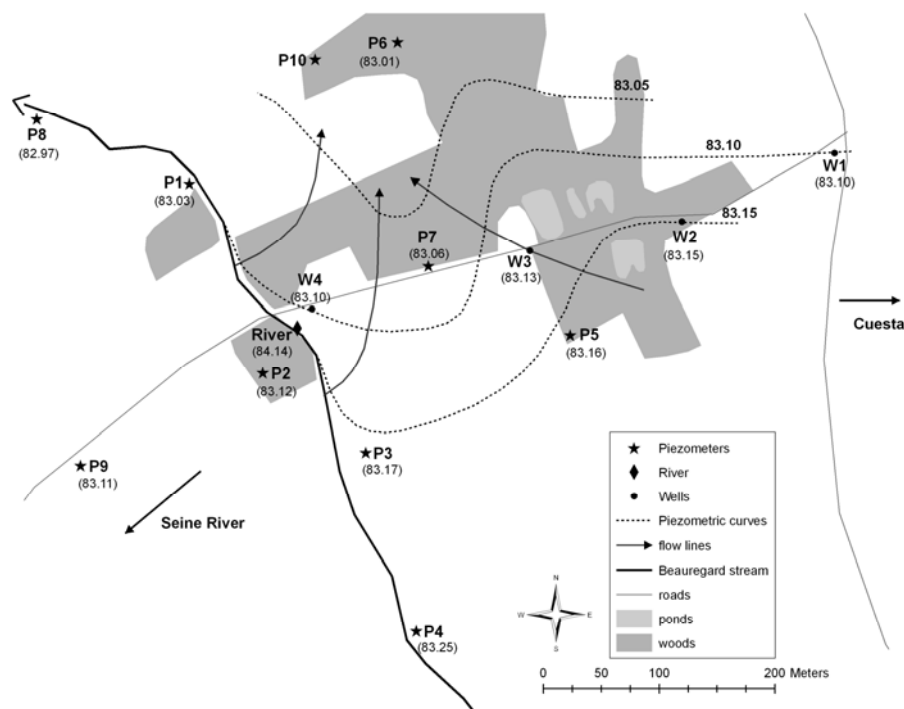 P6
(83.01)
P10
83.05
P8
(82.97)
83.10
W1
(83.10)
P1
(83.03)
83.15
W2
(83.15)
P7
(83.06)
W3
(83.13)
W4
(83.10)
Cuesta
River
(84.14)
P5
(83.16)
P2
(83.12)
P3
(83.17)
P9
(83.11)
Seine River
P4
(83.25)
Piezometers
River
Wells
Piezometric curves
flow lines
Beauregard stream
roads
ponds
woods
N
W E
S
0 50 100 200 Meters